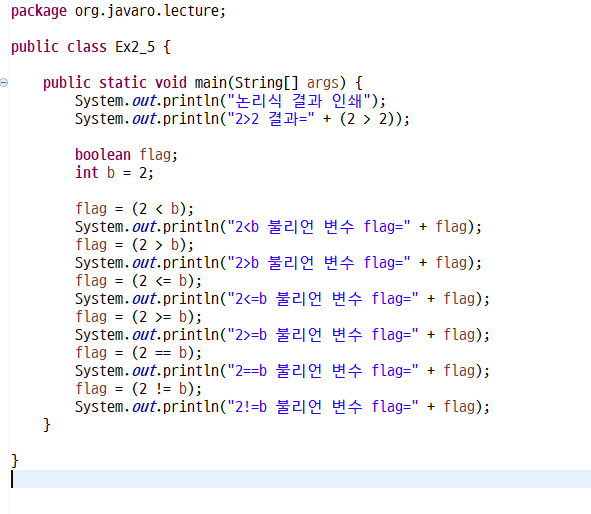 package org.javaro.lecture;
public class Ex2_5 {
public static void main(String[] args) {
System.out.println("논리식 결과 인쇄");
System.out.println("2>2 결과=" + (2 > 2));
boolean flag;
int b = 2;
flag = (2 < b);
System.out.println("2<b 불리언 변수 flag=" + flag);
flag = (2 > b);
System.out.println("2>b 불리언 변수 flag=" + flag);
flag = (2 <= b);
System.out.println("2<=b 불리언 변수 flag=" + flag);
flag = (2 >= b);
System.out.println("2>=b 불리언 변수 flag=" + flag);
flag = (2 == b);
System.out.println("2==b 불리언 변수 flag=" + flag);
flag = (2 != b);
System.out.println("2!=b 불리언 변수 flag=" + flag);
}
}